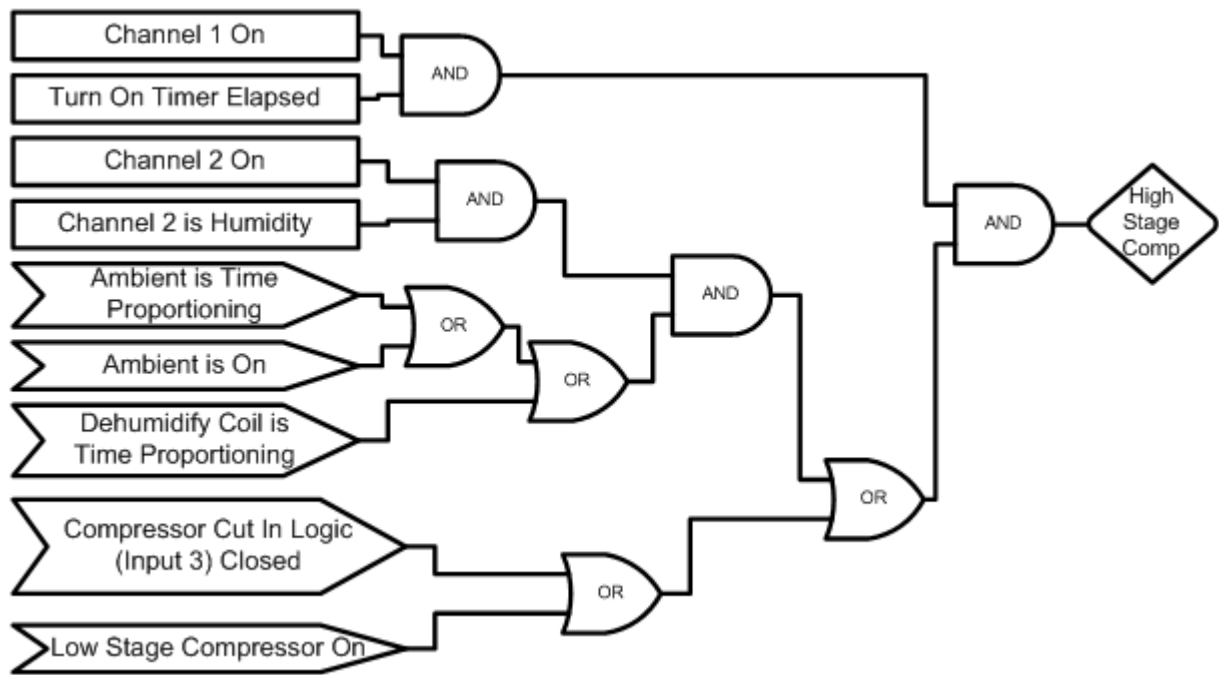 Channel 1 On
AND
Turn On Timer Elapsed
Channel 2 On
AND
Channel 2 is Humidity
High
Stage
Comp
AND
Ambient is Time
Proportioning
AND
OR
Ambient is On
OR
Dehumidify Coil is
Time Proportioning
OR
Compressor Cut In Logic
(Input 3) Closed
OR
Low Stage Compressor On